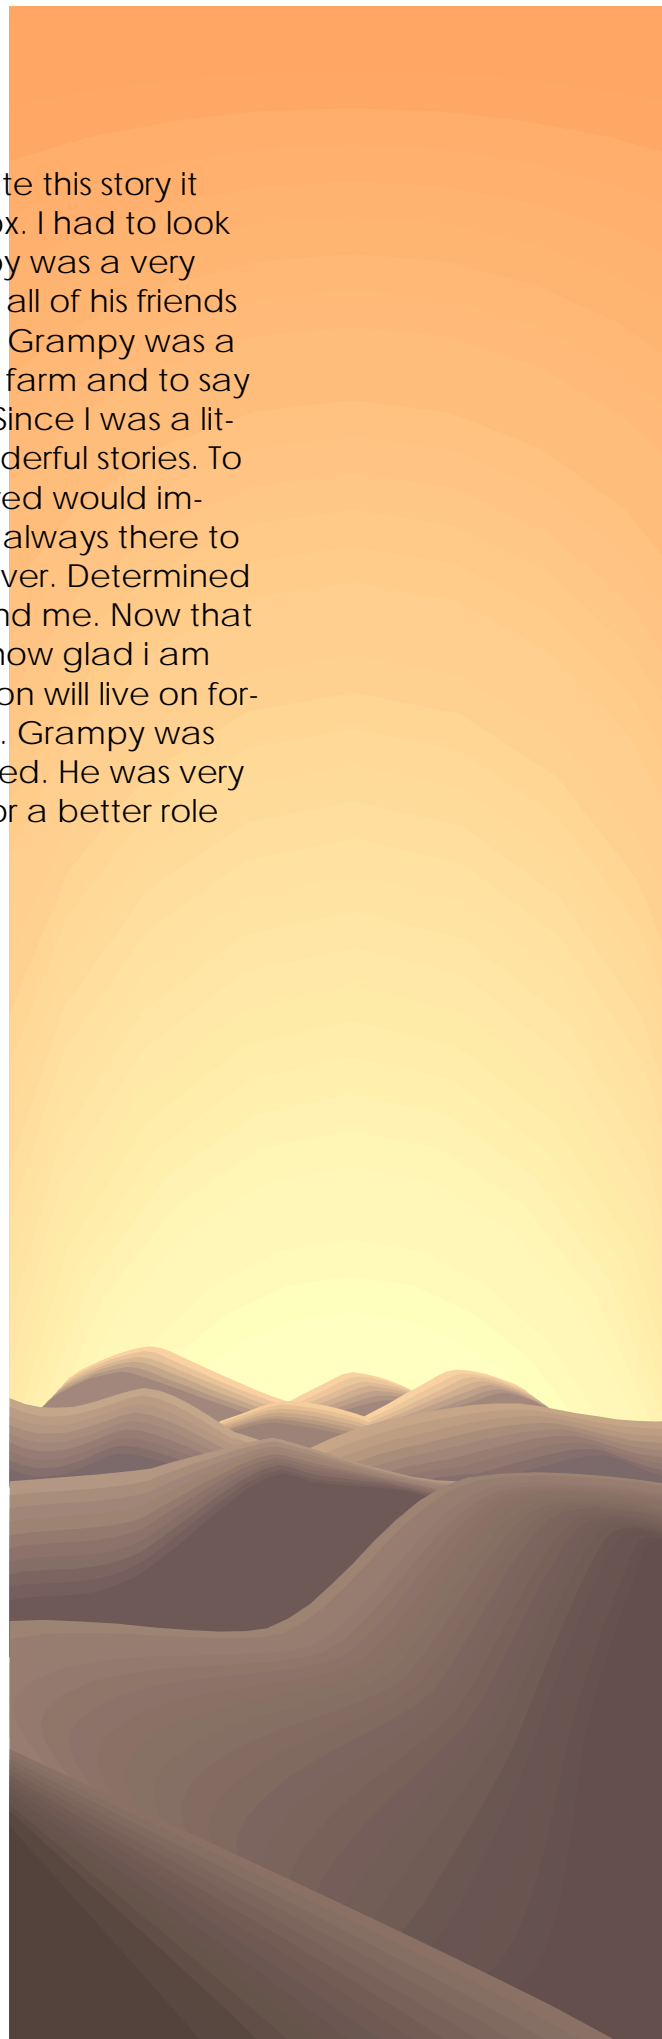 te this story it
x. I had to look
y was a very
all of his friends
Grampy was a
farm and to say
Since I was a lit-
derful stories. To
ed would im-
always there to
ver. Determined
nd me. Now that
how glad i am
on will live on for-
. Grampy was
ed. He was very
or a better role